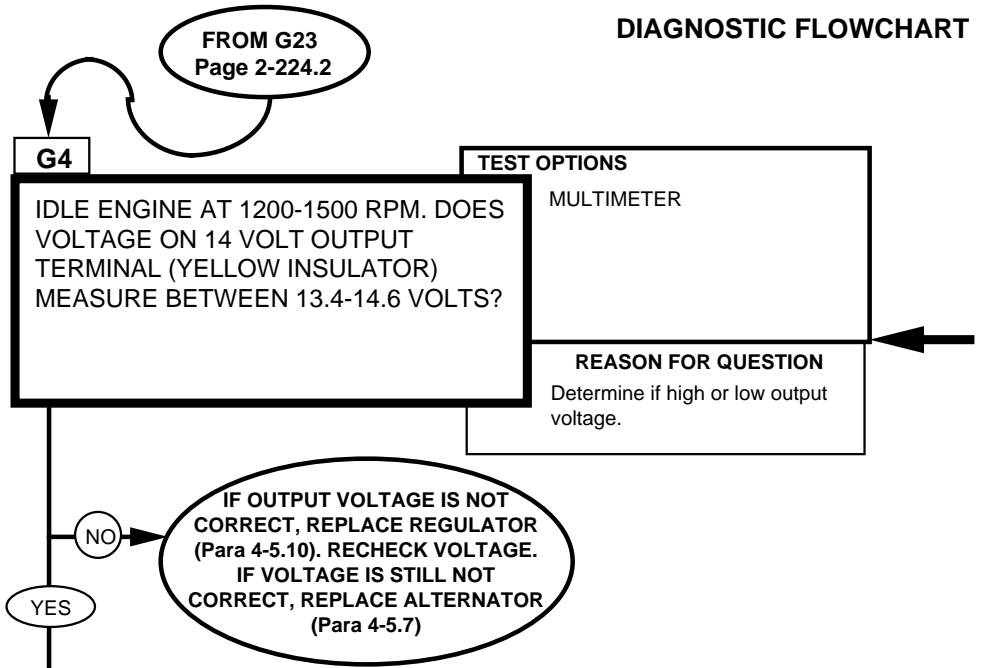 DIAGNOSTIC FLOWCHART
FROM G23
Page 2-224.2
G4
IDLE ENGINE AT 1200-1500 RPM. DOES
VOLTAGE ON 14 VOLT OUTPUT
TERMINAL (YELLOW INSULATOR)
MEASURE BETWEEN 13.4-14.6 VOLTS?
TEST OPTIONS
MULTIMETER
REASON FOR QUESTION
Determine if high or low output
voltage.
NO
IF OUTPUT VOLTAGE IS NOT
CORRECT, REPLACE REGULATOR
(Para 4-5.10). RECHECK VOLTAGE.
IF VOLTAGE IS STILL NOT
CORRECT, REPLACE ALTERNATOR
(Para 4-5.7)
YES